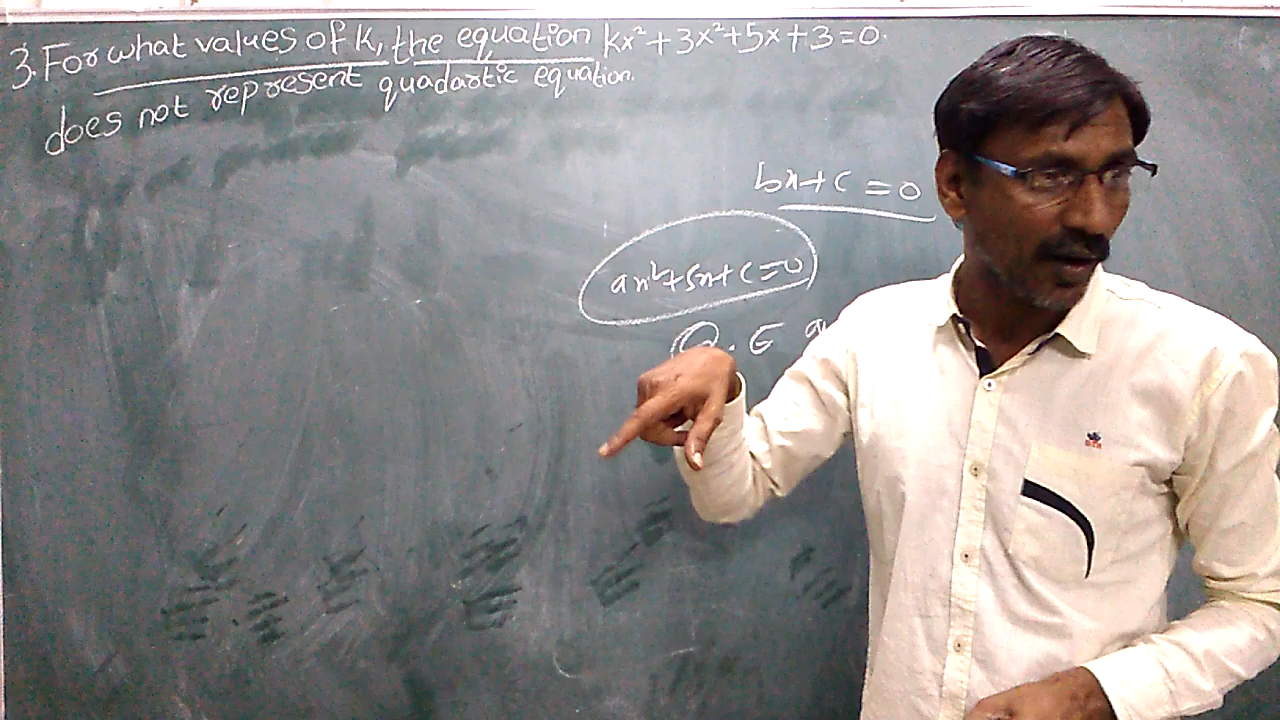 3. For what values of k, the equation kx²+3x²+5x+3=0.
does not represent quadartic equation.
bx+c=0
ax²+bx+c=0
Q.E